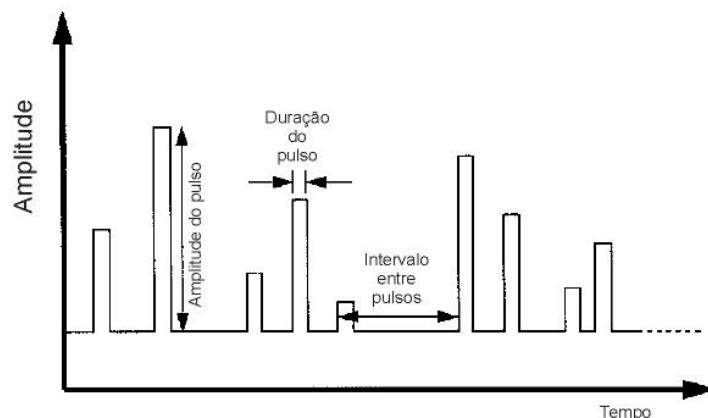 Amplitude
Amplitude do pulso
Duração
do
pulso
Intervalo
entre
pulsos
Tempo